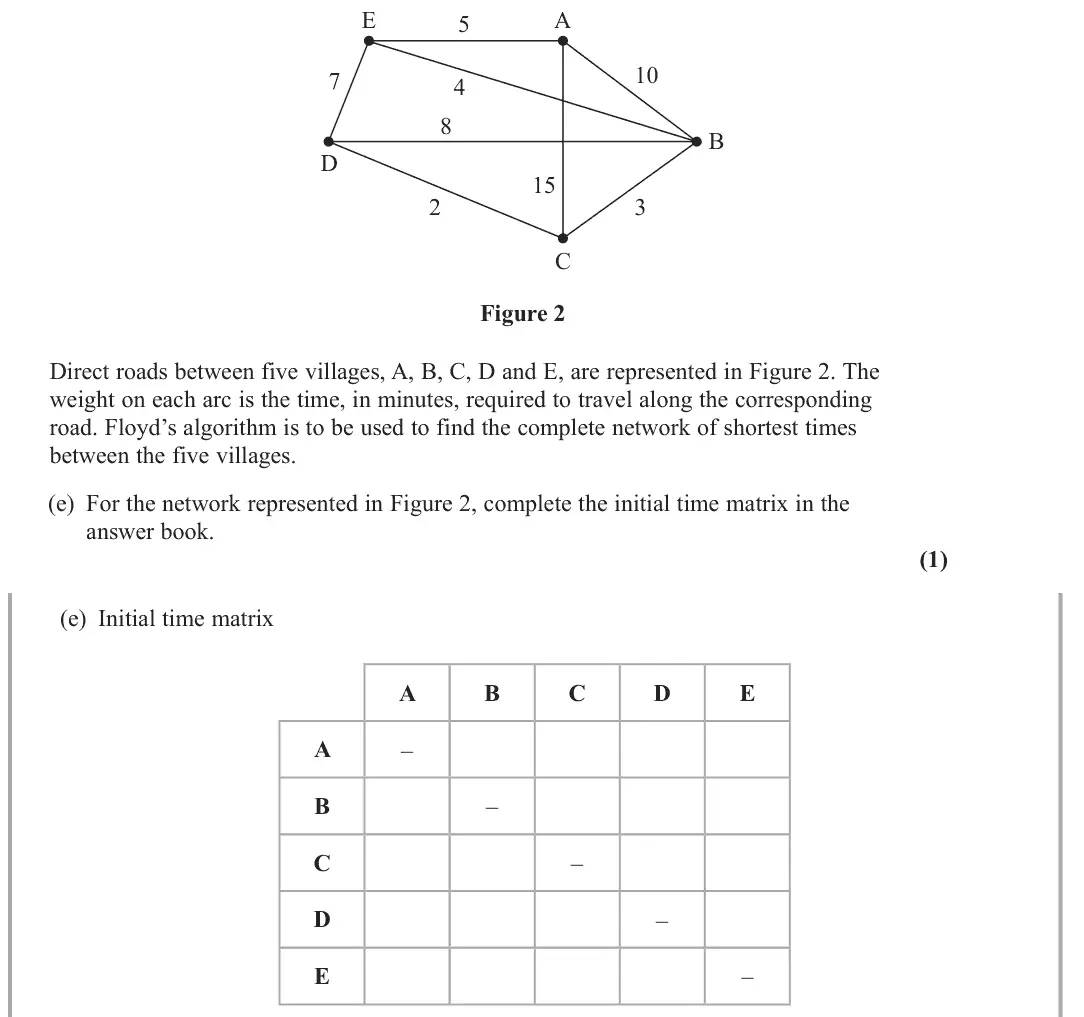 E 5 A
7 4 10
8 B
D
15
2 3
C
Figure 2
Direct roads between five villages, A, B, C, D and E, are represented in Figure 2. The
weight on each arc is the time, in minutes, required to travel along the corresponding
road. Floyd’s algorithm is to be used to find the complete network of shortest times
between the five villages.
(e) For the network represented in Figure 2, complete the initial time matrix in the
answer book.
(1)
(e) Initial time matrix
A B C D E
A –
B –
C –
D –
E –